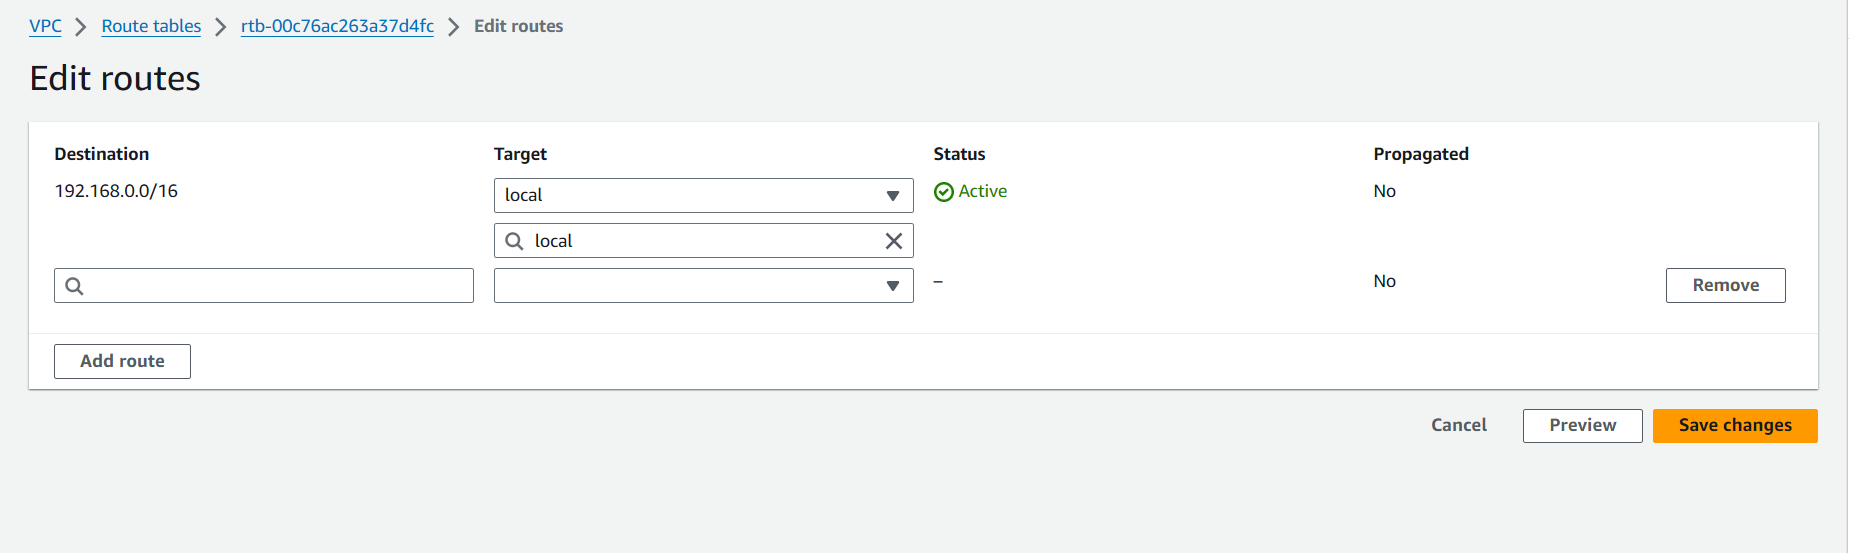 VPC > Route tables > rtb-00c76ac263a37d4fc > Edit routes
Edit routes
Destination Target Status Propagated
192.168.0.0/16 local Active No
local
– No Remove
Add route
Cancel Preview Save changes